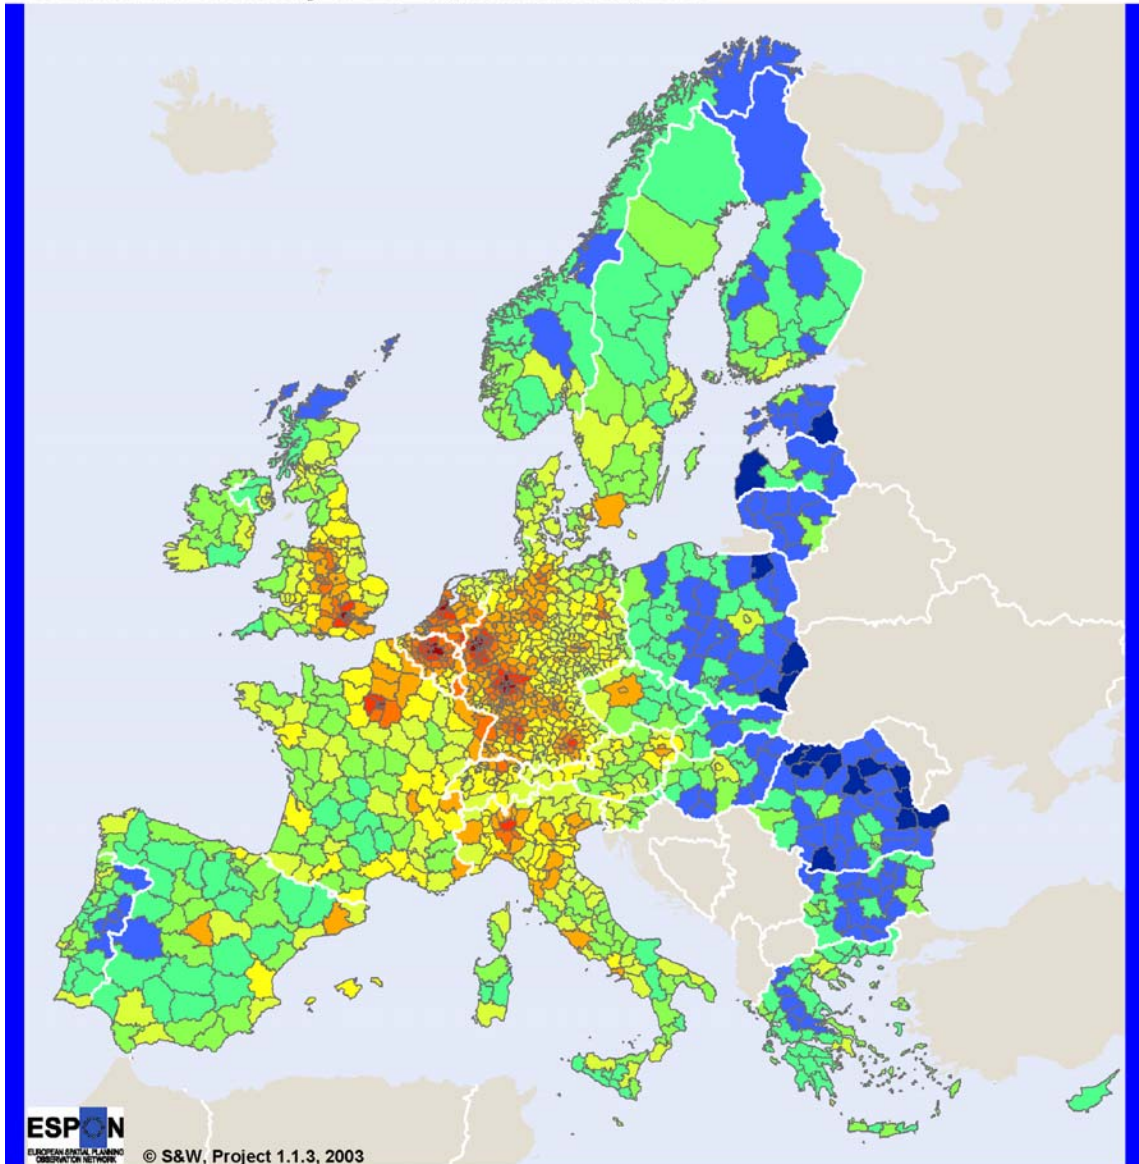 ESPON
EUROPEAN SPATIAL PLANNING
OBSERVATION NETWORK
© S&W, Project 1.1.3, 2003